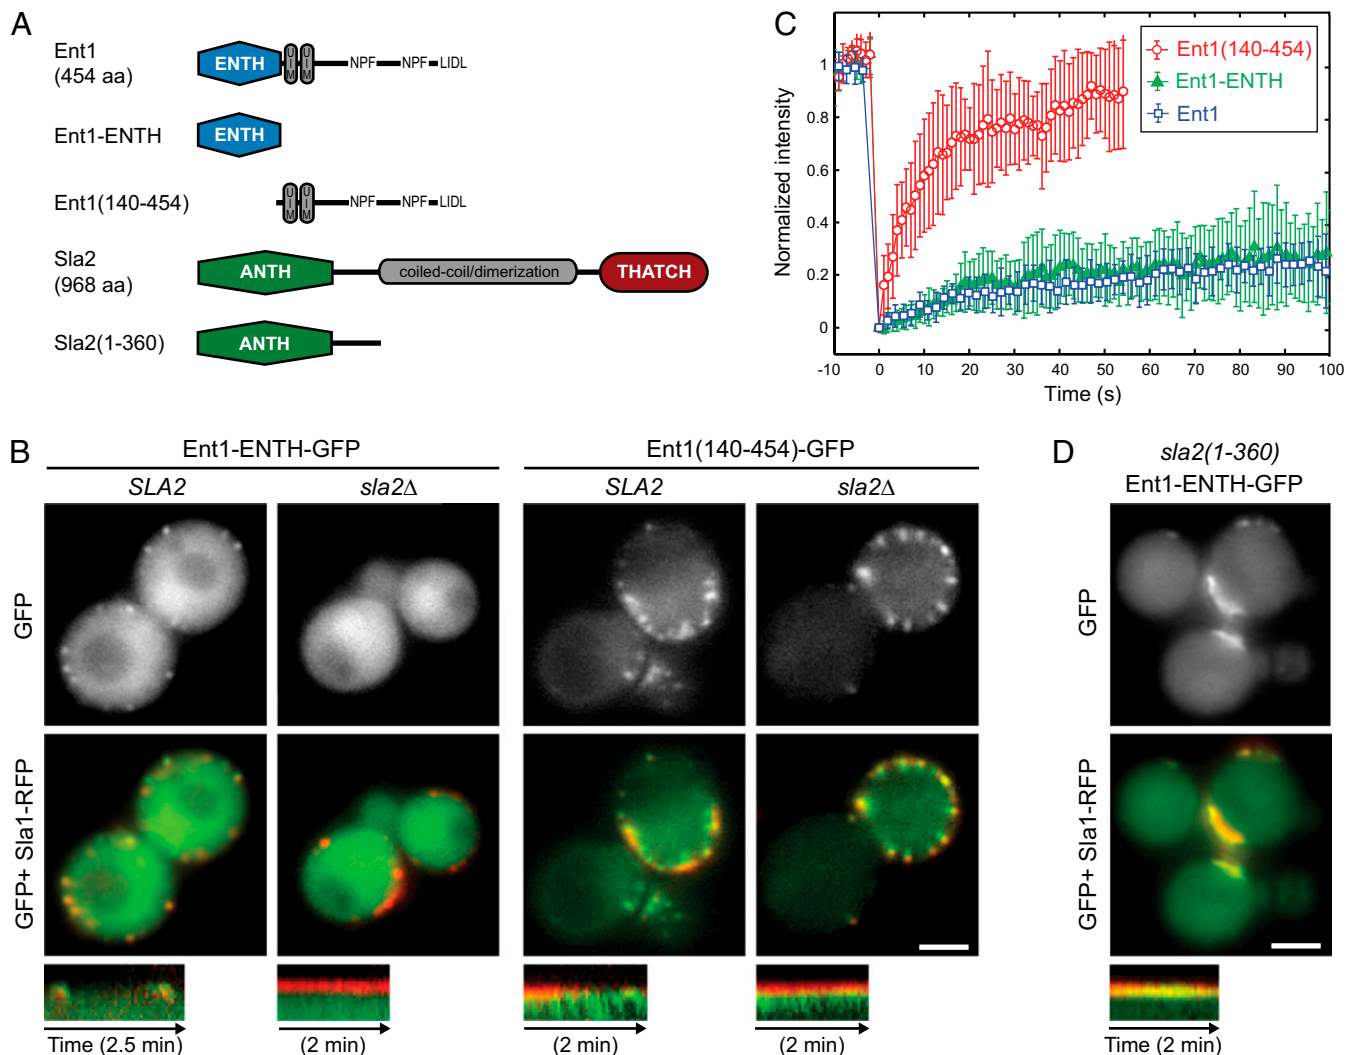 A
Ent1
(454 aa)
ENTH
UIM
UIM
NPF
NPF
LIDL
Ent1-ENTH
ENTH
Ent1(140-454)
UIM
UIM
NPF
NPF
LIDL
Sla2
(968 aa)
ANTH
coiled-coil/dimerization
THATCH
Sla2(1-360)
ANTH
C
Normalized intensity
1
0.8
0.6
0.4
0.2
0
-10
0
10
20
30
40
50
60
70
80
90
100
Time (s)
Ent1(140-454)
Ent1-ENTH
Ent1
B
Ent1-ENTH-GFP
Ent1(140-454)-GFP
SLA2
sla2Δ
SLA2
sla2Δ
GFP
GFP+ Sla1-RFP
Time (2.5 min)
(2 min)
(2 min)
(2 min)
D
sla2(1-360)
Ent1-ENTH-GFP
GFP
GFP+ Sla1-RFP
Time (2 min)